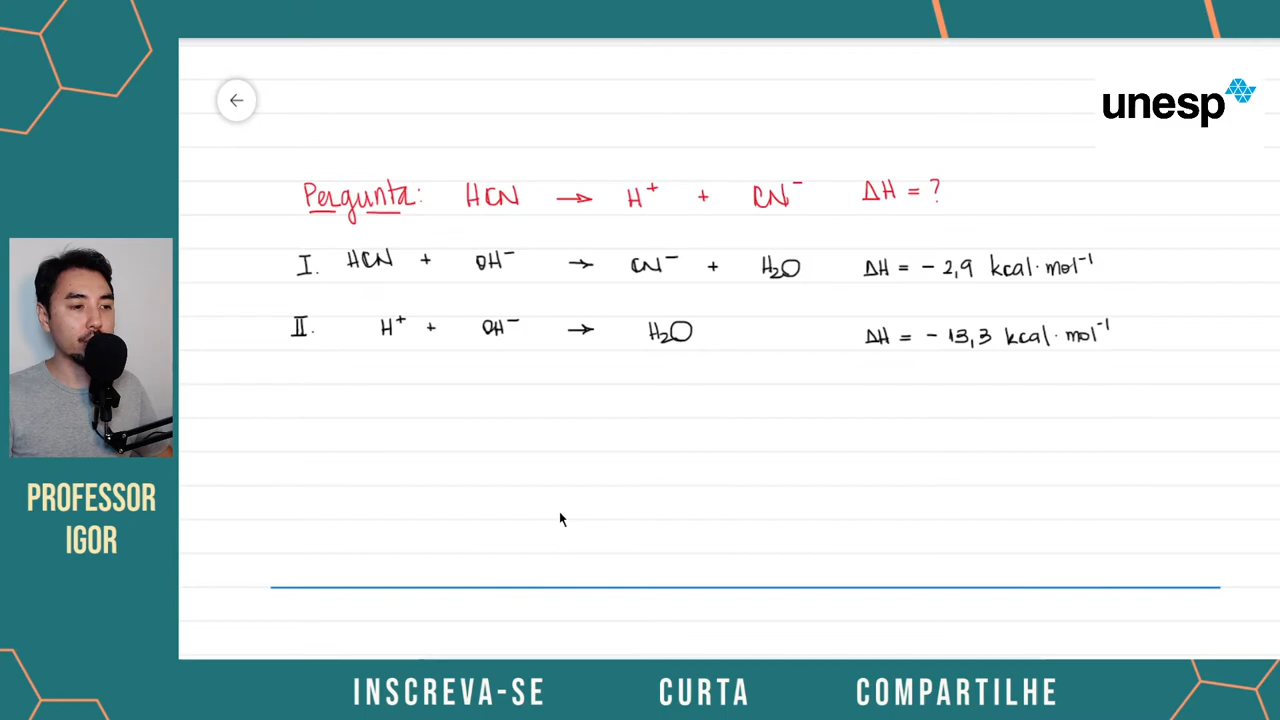 unesp
Pergunta: HCN → H⁺ + CN⁻ ΔH = ?
I. HCN + OH⁻ → CN⁻ + H₂O ΔH = - 2,9 kcal·mol⁻¹
II. H⁺ + OH⁻ → H₂O ΔH = - 13,3 kcal·mol⁻¹
PROFESSOR
IGOR
INSCREVA-SE CURTA COMPARTILHE